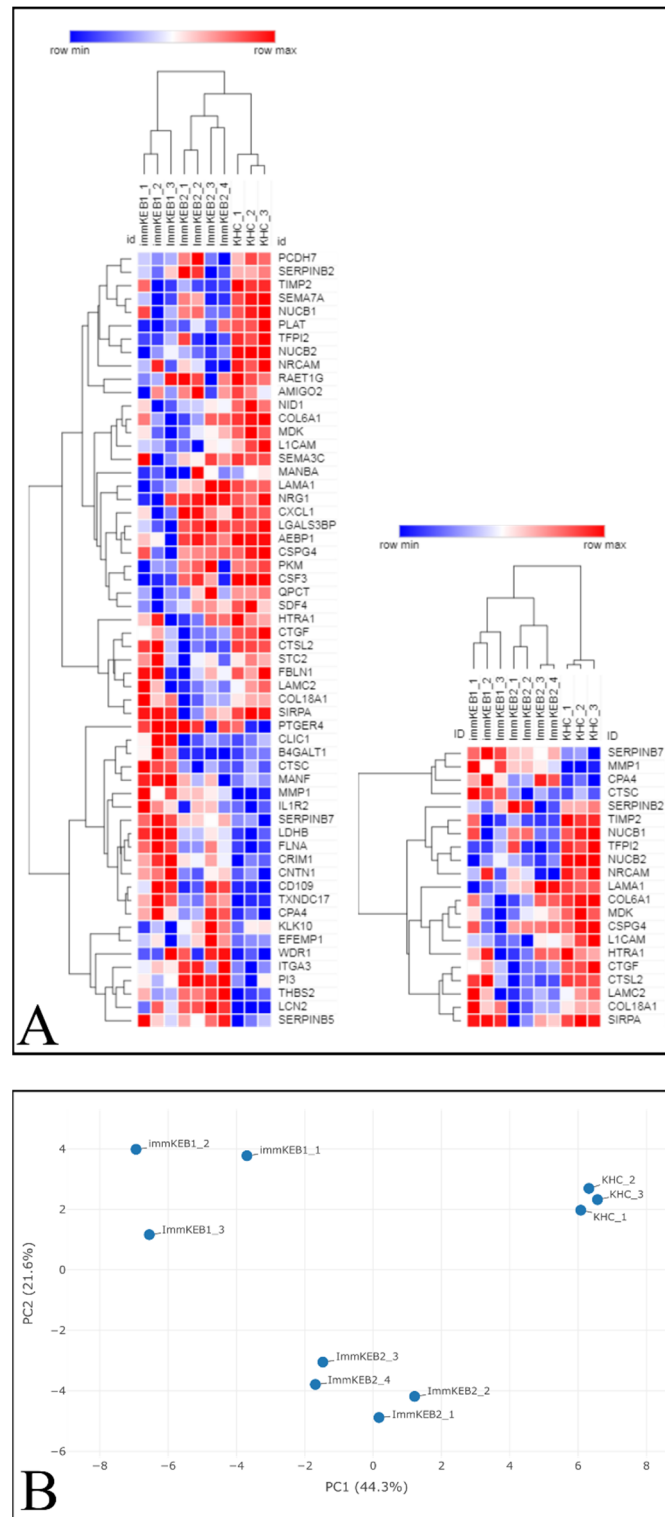 row min row max
id immKEB1_1 immKEB1_2 ImmKEB1_3 ImmKEB2_1 ImmKEB2_2 ImmKEB2_3 ImmKEB2_4 KHC_1 KHC_2 KHC_3 id
PCDH7
SERPINB2
TIMP2
SEMA7A
NUCB1
PLAT
TFPI2
NUCB2
NRCAM
RAET1G
AMIGO2
NID1
COL6A1
MDK
L1CAM
SEMA3C
MANBA
LAMA1
NRG1
CXCL1
LGALS3BP
AEBP1
CSPG4
PKM
CSF3
QPCT
SDF4
HTRA1
CTGF
CTSL2
STC2
FBLN1
LAMC2
COL18A1
SIRPA
PTGER4
CLIC1
B4GALT1
CTSC
MANF
MMP1
IL1R2
SERPINB7
LDHB
FLNA
CRIM1
CNTN1
CD109
TXNDC17
CPA4
KLK10
EFEMP1
WDR1
ITGA3
PI3
THBS2
LCN2
SERPINB5
row min row max
ID immKEB1_1 immKEB1_2 ImmKEB1_3 ImmKEB2_1 ImmKEB2_2 ImmKEB2_3 ImmKEB2_4 KHC_1 KHC_2 KHC_3 ID
SERPINB7
MMP1
CPA4
CTSC
SERPINB2
TIMP2
NUCB1
TFPI2
NUCB2
NRCAM
LAMA1
COL6A1
MDK
CSPG4
L1CAM
HTRA1
CTGF
CTSL2
LAMC2
COL18A1
SIRPA
A
4
immKEB1_2
immKEB1_1
KHC_2
KHC_3
2
KHC_1
ImmKEB1_3
0
PC2 (21.6%)
−2
ImmKEB2_3
ImmKEB2_4
−4
ImmKEB2_2
ImmKEB2_1
−6
−8 −6 −4 −2 0 2 4 6 8
PC1 (44.3%)
B